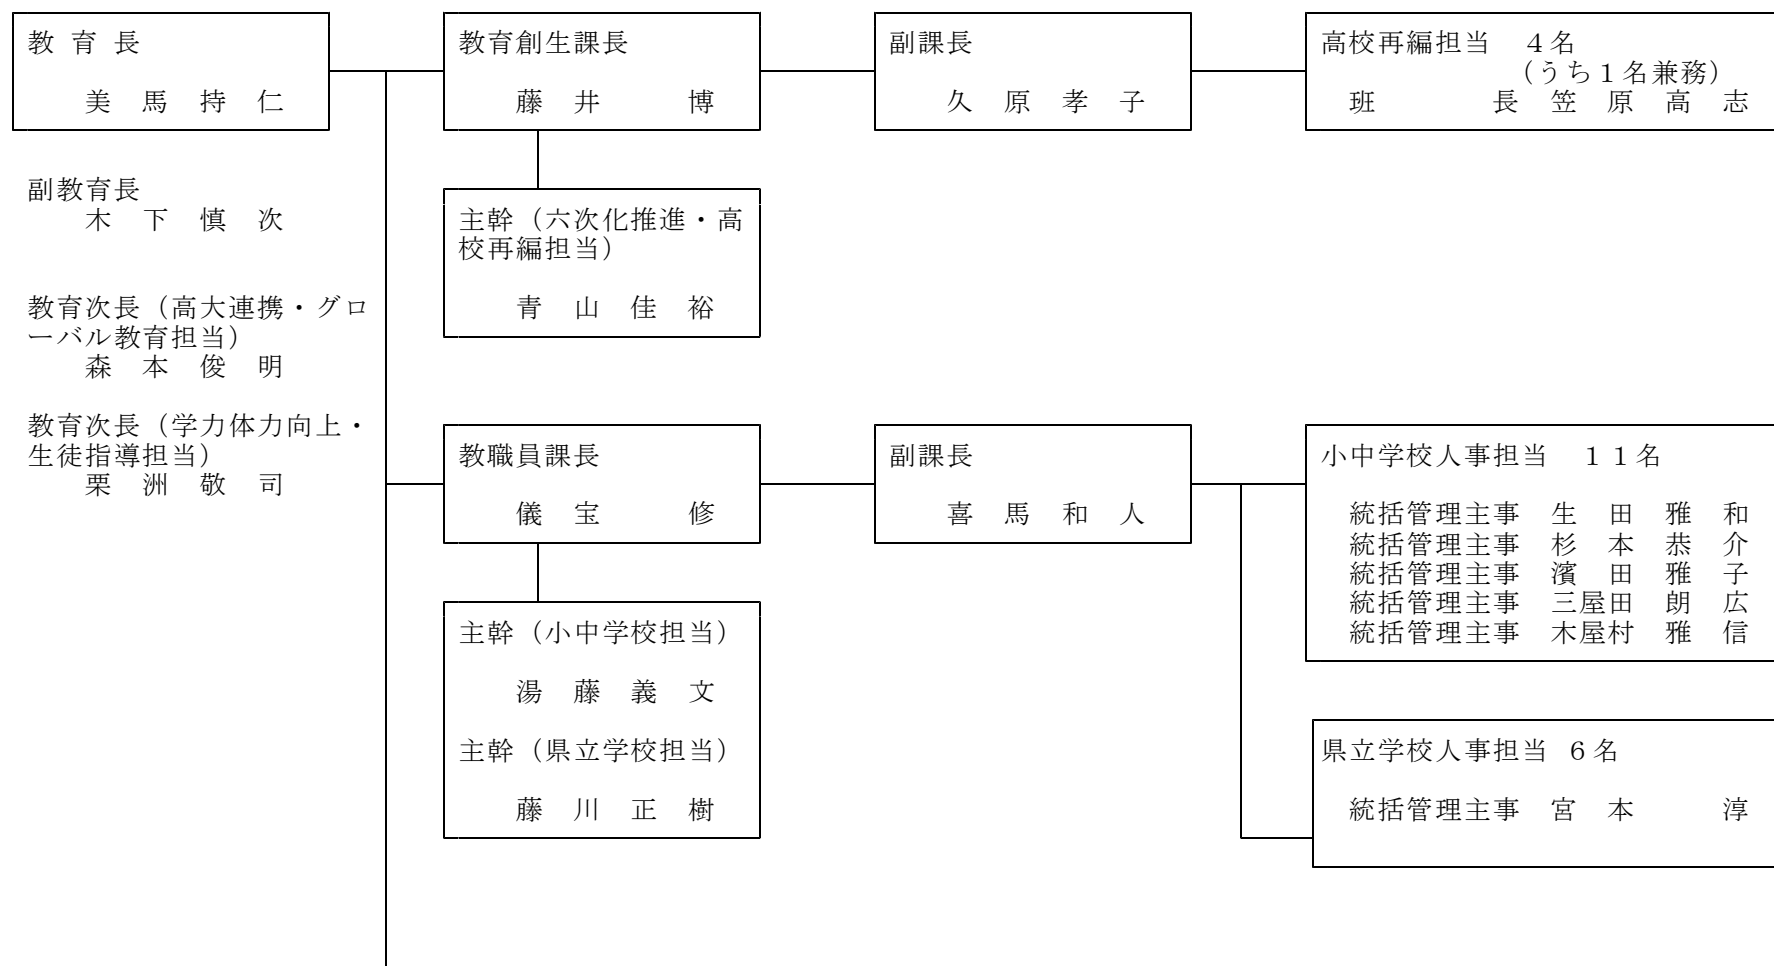 教 育 長
美 馬 持 仁
副教育長
木 下 慎 次
教育次長（高大連携・グロ
ーバル教育担当）
森 本 俊 明
教育次長（学力体力向上・
生徒指導担当）
栗 洲 敬 司
教育創生課長
藤 井 博
主幹（六次化推進・高
校再編担当）
青 山 佳 裕
副課長
久 原 孝 子
高校再編担当 ４名
（うち１名兼務）
班 長 笠 原 高 志
教職員課長
儀 宝 修
主幹（小中学校担当）
湯 藤 義 文
主幹（県立学校担当）
藤 川 正 樹
副課長
喜 馬 和 人
小中学校人事担当 １１名
統括管理主事 生 田 雅 和
統括管理主事 杉 本 恭 介
統括管理主事 濱 田 雅 子
統括管理主事 三屋田 朗 広
統括管理主事 木屋村 雅 信
県立学校人事担当 ６名
統括管理主事 宮 本 淳